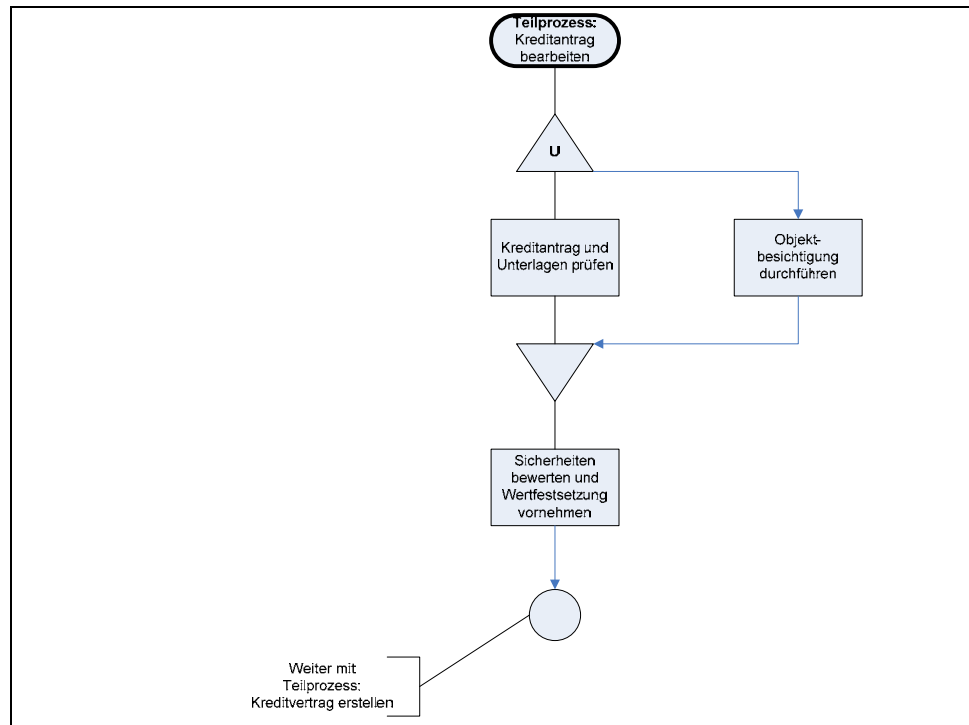 Teilprozess:
Kreditantrag
bearbeiten
U
Kreditantrag und
Unterlagen prüfen
Objekt-
besichtigung
durchführen
Sicherheiten
bewerten und
Wertfestsetzung
vornehmen
Weiter mit
Teilprozess:
Kreditvertrag erstellen